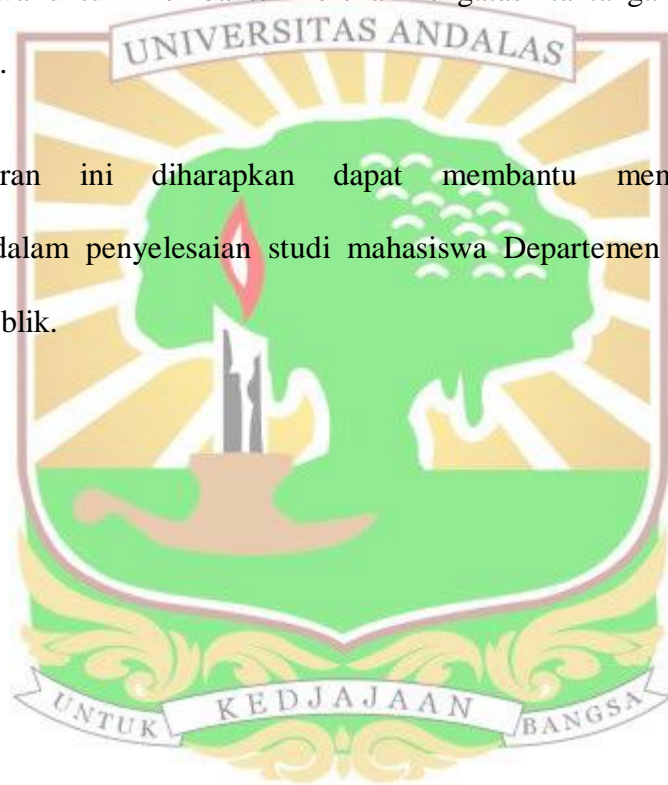 UNIVERSITAS ANDALAS
.
ran ini diharapkan dapat membantu men
dalam penyelesaian studi mahasiswa Departemen
blik.
UNTUK KEDJAJAAN BANGSA